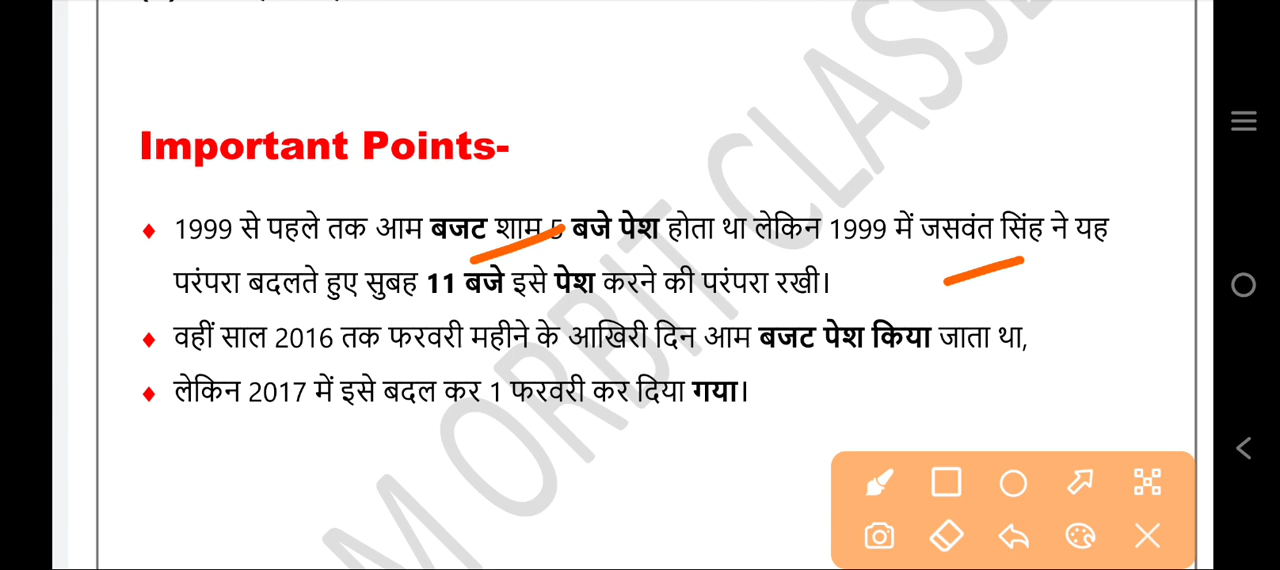 Important Points-
1999 से पहले तक आम बजट शाम 5 बजे पेश होता था लेकिन 1999 में जसवंत सिंह ने यह
परंपरा बदलते हुए सुबह 11 बजे इसे पेश करने की परंपरा रखी।
वहीं साल 2016 तक फरवरी महीने के आखिरी दिन आम बजट पेश किया जाता था,
लेकिन 2017 में इसे बदल कर 1 फरवरी कर दिया गया।
M ORBIT CLASSE